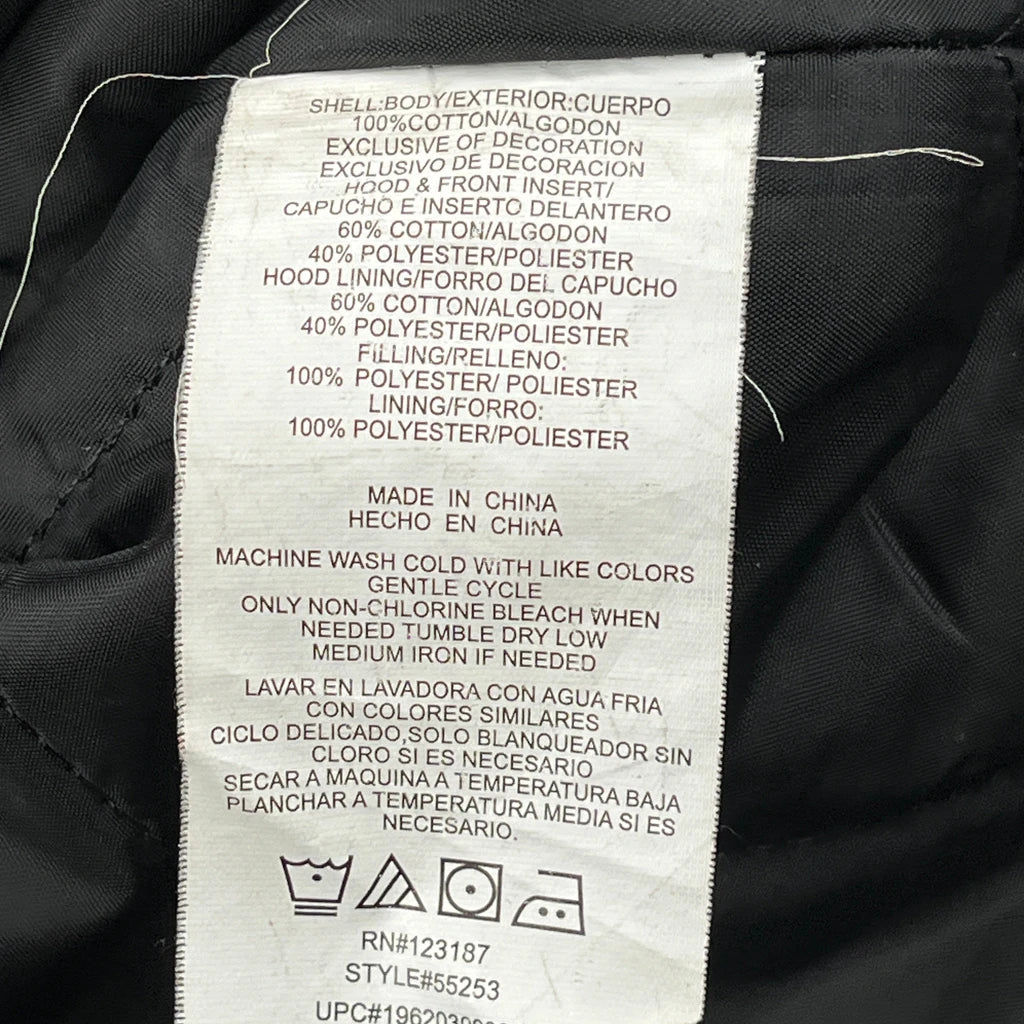 SHELL:BODY/EXTERIOR:CUERPO
100%COTTON/ALGODON
EXCLUSIVE OF DECORATION
EXCLUSIVO DE DECORACION
HOOD & FRONT INSERT/
CAPUCHO E INSERTO DELANTERO
60% COTTON/ALGODON
40% POLYESTER/POLIESTER
HOOD LINING/FORRO DEL CAPUCHO
60% COTTON/ALGODON
40% POLYESTER/POLIESTER
FILLING/RELLENO:
100% POLYESTER/ POLIESTER
LINING/FORRO:
100% POLYESTER/POLIESTER
MADE IN CHINA
HECHO EN CHINA
MACHINE WASH COLD WITH LIKE COLORS
GENTLE CYCLE
ONLY NON-CHLORINE BLEACH WHEN
NEEDED TUMBLE DRY LOW
MEDIUM IRON IF NEEDED
LAVAR EN LAVADORA CON AGUA FRIA
CON COLORES SIMILARES
CICLO DELICADO,SOLO BLANQUEADOR SIN
CLORO SI ES NECESARIO
SECAR A MAQUINA A TEMPERATURA BAJA
PLANCHAR A TEMPERATURA MEDIA SI ES
NECESARIO.
RN#123187
STYLE#55253